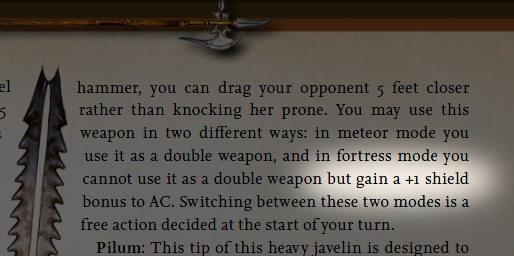 hammer, you can drag your opponent 5 feet closer
el
rather than knocking her prone. You may use this
5
weapon in two different ways: in meteor mode you
use it as a double weapon, and in fortress mode you
cannot use it as a double weapon but gain a +1 shield
bonus to AC. Switching between these two modes is a
free action decided at the start of your turn.
Pilum: This tip of this heavy javelin is designed to